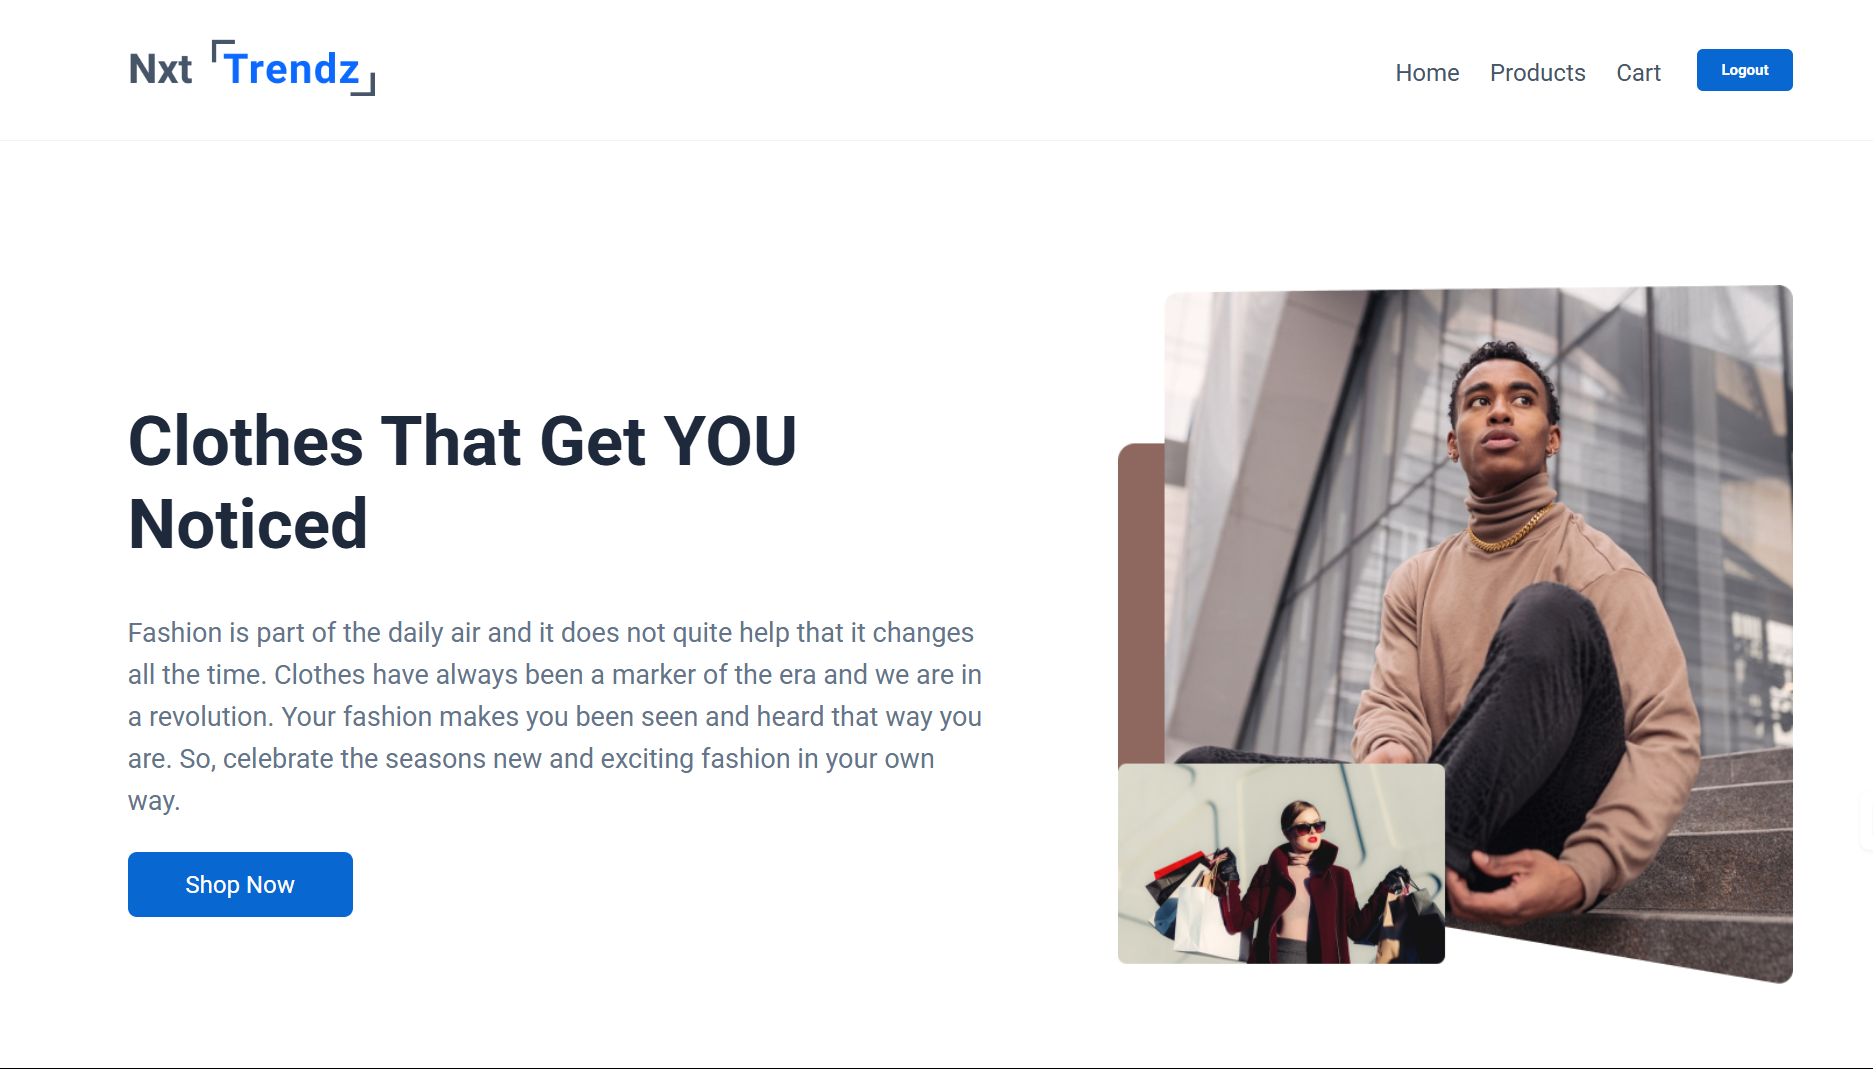 Nxt Trendz
Home Products Cart Logout
Clothes That Get YOU
Noticed
Fashion is part of the daily air and it does not quite help that it changes
all the time. Clothes have always been a marker of the era and we are in
a revolution. Your fashion makes you been seen and heard that way you
are. So, celebrate the seasons new and exciting fashion in your own
way.
Shop Now